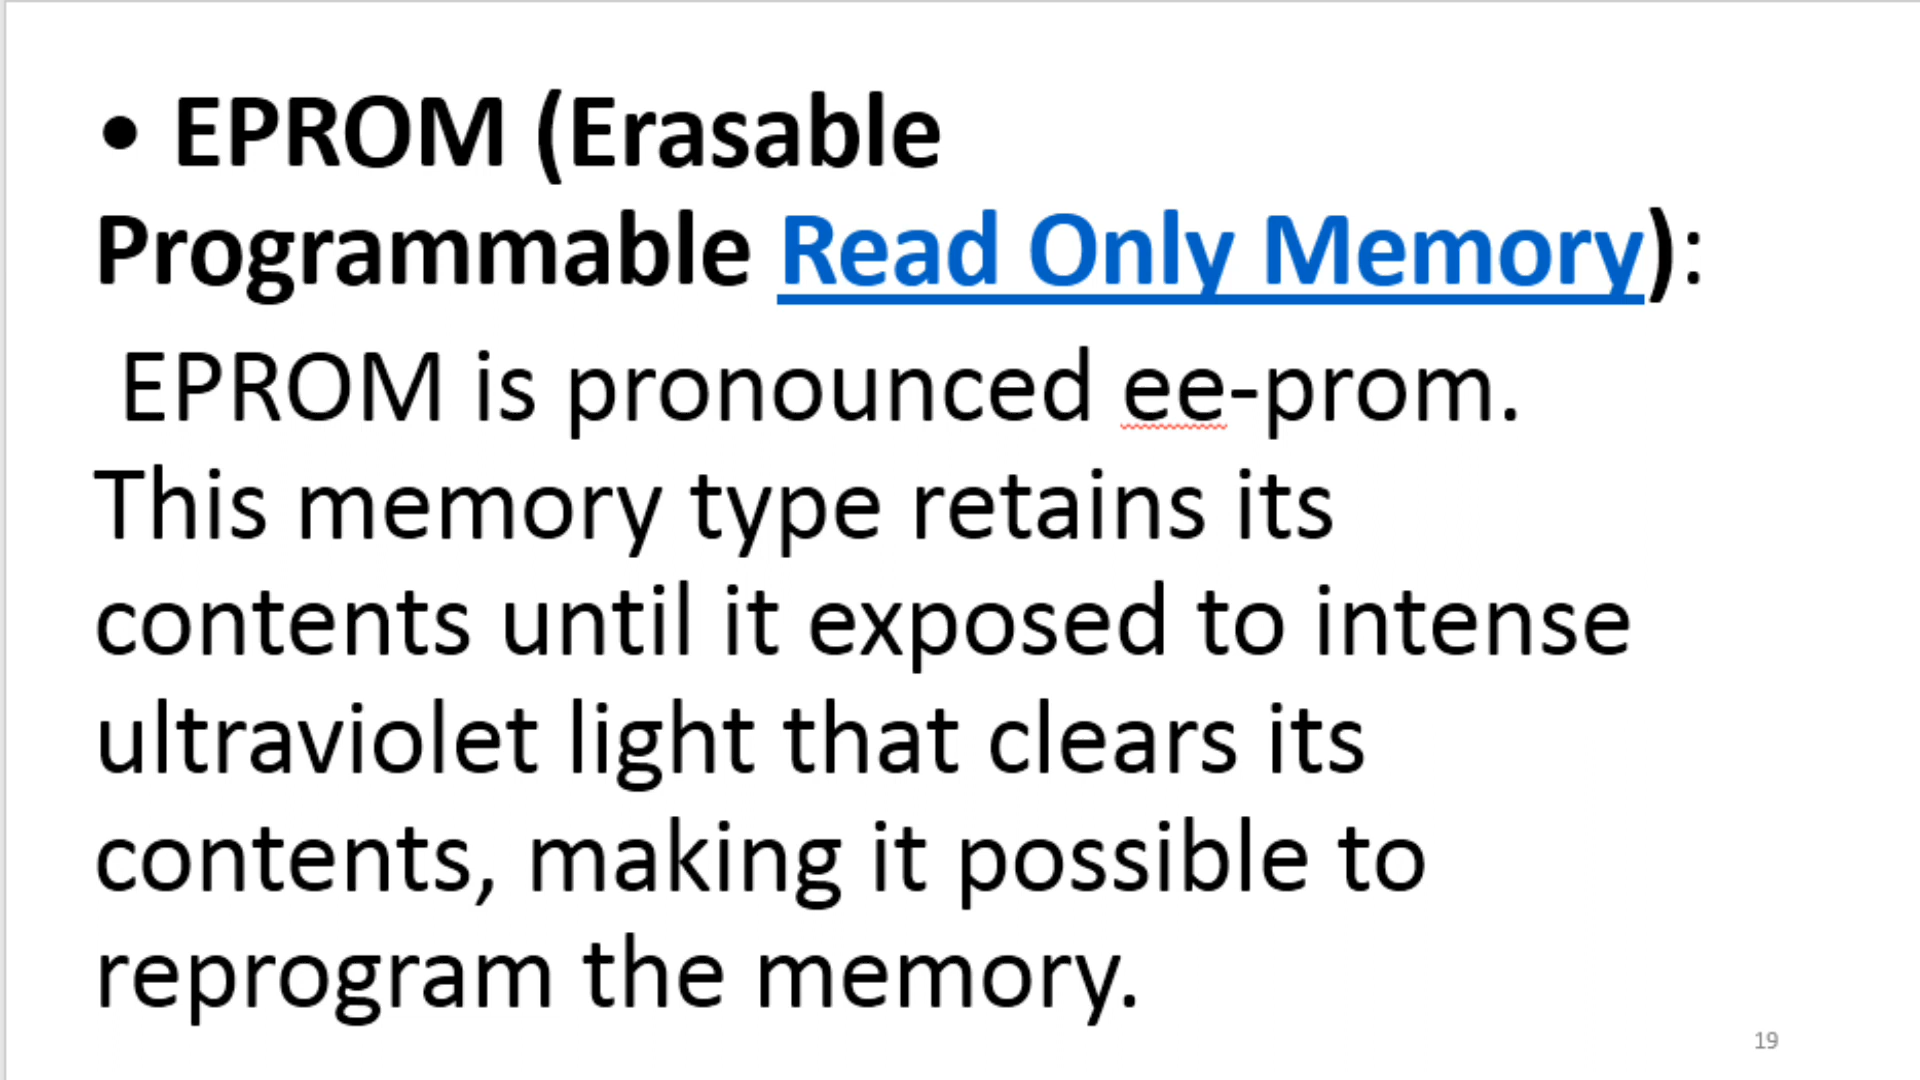 • EPROM (Erasable
Programmable Read Only Memory):
EPROM is pronounced ee-prom.
This memory type retains its
contents until it exposed to intense
ultraviolet light that clears its
contents, making it possible to
reprogram the memory.
19